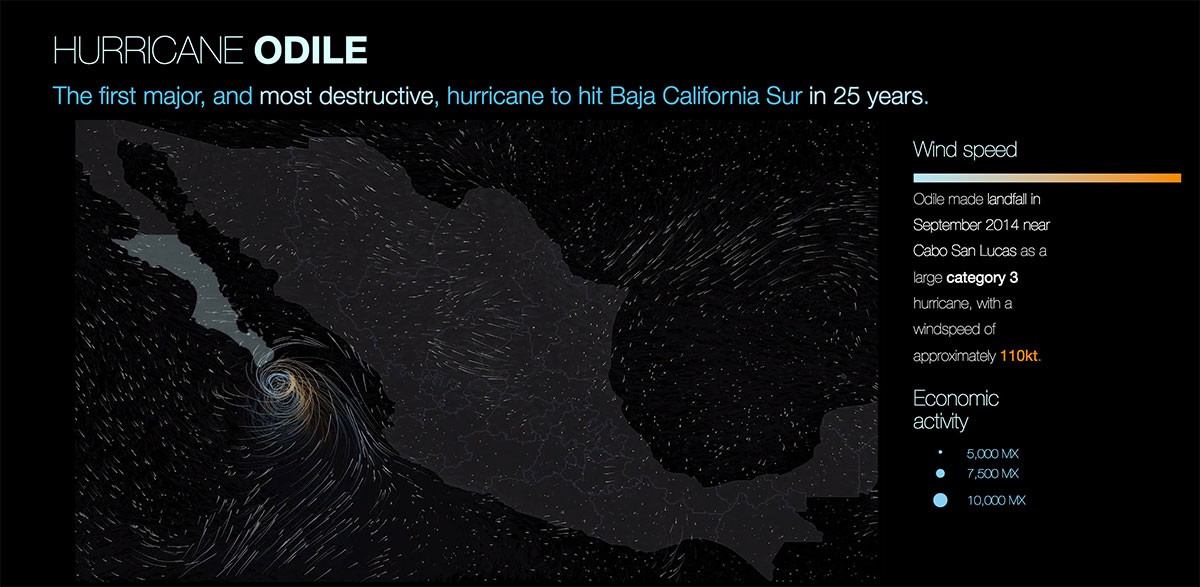 HURRICANE ODILE
The first major, and most destructive, hurricane to hit Baja California Sur in 25 years.
Wind speed
Odile made landfall in
September 2014 near
Cabo San Lucas as a
large category 3
hurricane, with a
windspeed of
approximately 110kt.
Economic
activity
5,000 MX
7,500 MX
10,000 MX